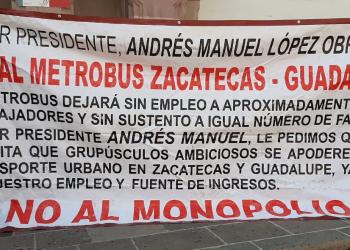 R PRESIDENTE, ANDRÉS MANUEL LÓPEZ OBR
AL METROBUS ZACATECAS - GUADA
TROBUS DEJARÁ SIN EMPLEO A APROXIMADAMENT
AJADORES Y SIN SUSTENTO A IGUAL NÚMERO DE FA
R PRESIDENTE ANDRÉS MANUEL, LE PEDIMOS Q
ITA QUE GRUPÚSCULOS AMBICIOSOS SE APODERE
SPORTE URBANO EN ZACATECAS Y GUADALUPE, YA
ESTRO EMPLEO Y FUENTE DE INGRESOS.
NO AL MONOPOLIO